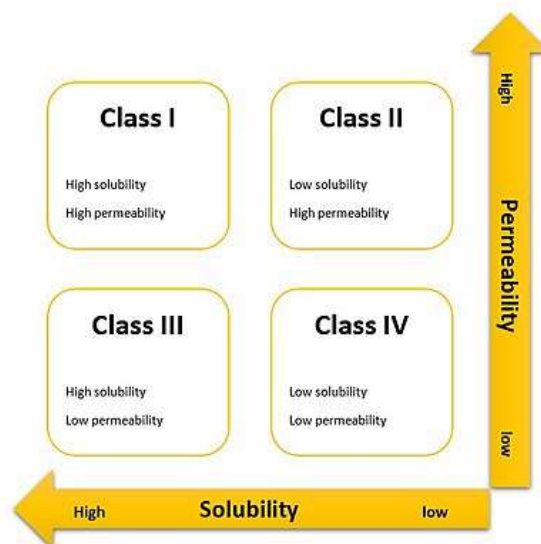 Class I
High solubility
High permeability
Class II
Low solubility
High permeability
Class III
High solubility
Low permeability
Class IV
Low solubility
Low permeability
High
Permeability
low
High
Solubility
low